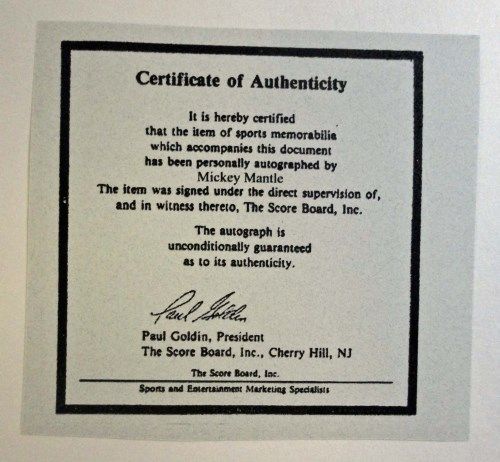 Certificate of Authenticity
It is hereby certified
that the item of sports memorabilia
which accompanies this document
has been personally autographed by
Mickey Mantle
The item was signed under the direct supervision of,
and in witness thereto, The Score Board, Inc.
The autograph is
unconditionally guaranteed
as to its authenticity.
Paul Goldin
Paul Goldin, President
The Score Board, Inc., Cherry Hill, NJ
The Score Board, Inc.
Sports and Entertainment Marketing Specialists